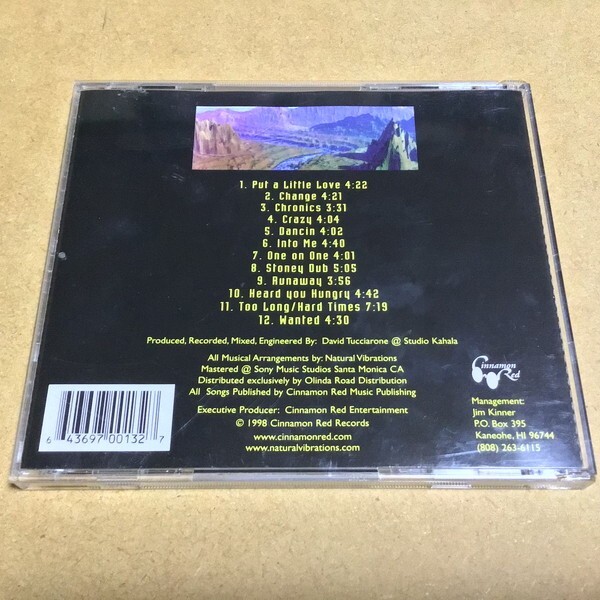 1. Put a Little Love 4:22
2. Change 4:21
3. Chronics 3:31
4. Crazy 4:04
5. Dancin 4:02
6. Into Me 4:40
7. One on One 4:01
8. Stoney Dub 5:05
9. Runaway 3:56
10. Heard you Hungry 4:42
11. Too Long/Hard Times 7:19
12. Wanted 4:30
Produced, Recorded, Mixed, Engineered By: David Tucciarone @ Studio Kahala
All Musical Arrangements by: Natural Vibrations
Mastered @ Sony Music Studios Santa Monica CA
Distributed exclusively by Olinda Road Distribution
All Songs Published by Cinnamon Red Music Publishing
Executive Producer: Cinnamon Red Entertainment
© 1998 Cinnamon Red Records
www.cinnamonred.com
www.naturalvibrations.com
6 43697 00132 7
Cinnamon
Red
Management:
Jim Kinner
P.O. Box 395
Kaneohe, HI 96744
(808) 263-6115